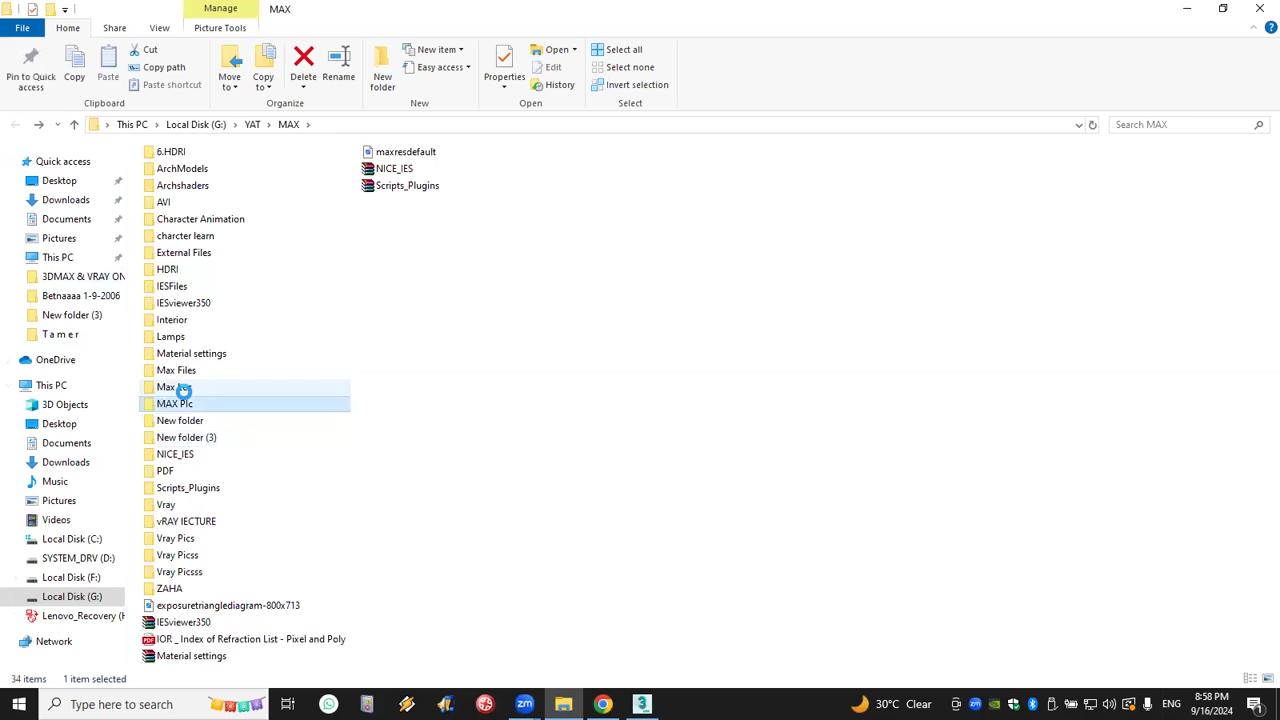 Manage
MAX
File
Home
Share
View
Picture Tools
Pin to Quick access
Copy
Paste
Cut
Copy path
Paste shortcut
Clipboard
Move to
Copy to
Delete
Rename
Organize
New folder
New item
Easy access
New
Properties
Open
Edit
History
Open
Select all
Select none
Invert selection
Select
This PC
Local Disk (G:)
YAT
MAX
Search MAX
Quick access
Desktop
Downloads
Documents
Pictures
This PC
3DMAX & VRAY ON
Betnaaaa 1-9-2006
New folder (3)
T a m e r
OneDrive
This PC
3D Objects
Desktop
Documents
Downloads
Music
Pictures
Videos
Local Disk (C:)
SYSTEM_DRV (D:)
Local Disk (F:)
Local Disk (G:)
Lenovo_Recovery (H
Network
6.HDRI
ArchModels
Archshaders
AVI
Character Animation
charcter learn
External Files
HDRI
IESFiles
IESviewer350
Interior
Lamps
Material settings
Max Files
Max
MAX PIc
New folder
New folder (3)
NICE_IES
PDF
Scripts_Plugins
Vray
vRAY lECTURE
Vray Pics
Vray Picss
Vray Picsss
ZAHA
exposuretrianglediagram-800x713
IESviewer350
IOR _ Index of Refraction List - Pixel and Poly
Material settings
maxresdefault
NICE_IES
Scripts_Plugins
34 items
1 item selected
Type here to search
30°C Clear
ENG
8:58 PM
9/16/2024